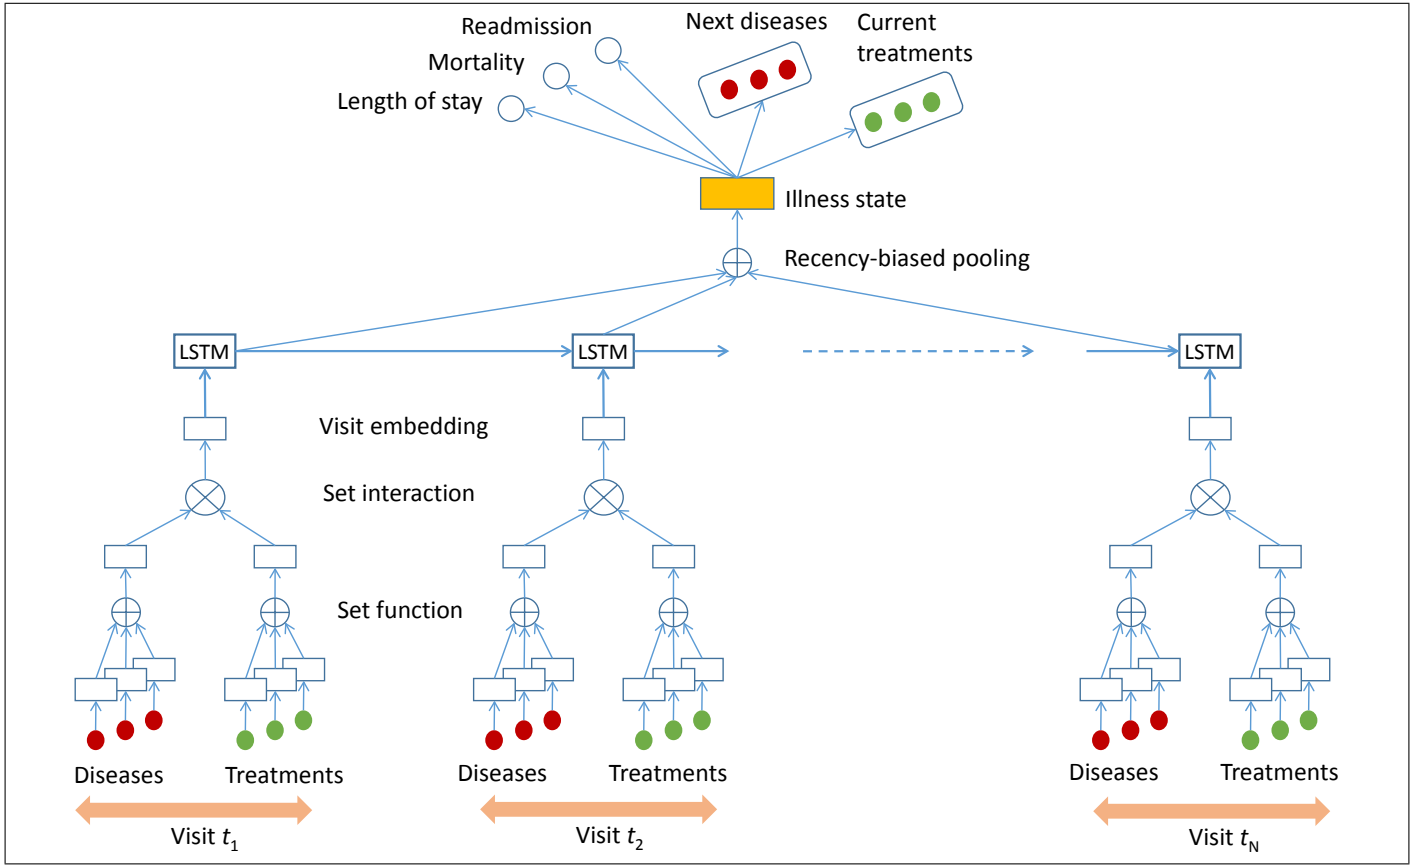 Readmission
Next diseases
Current
treatments
Mortality
Length of stay
Illness state
Recency-biased pooling
LSTM
LSTM
LSTM
Visit embedding
Set interaction
Set function
Diseases
Treatments
Diseases
Treatments
Diseases
Treatments
Visit t₁
Visit t₂
Visit t_N